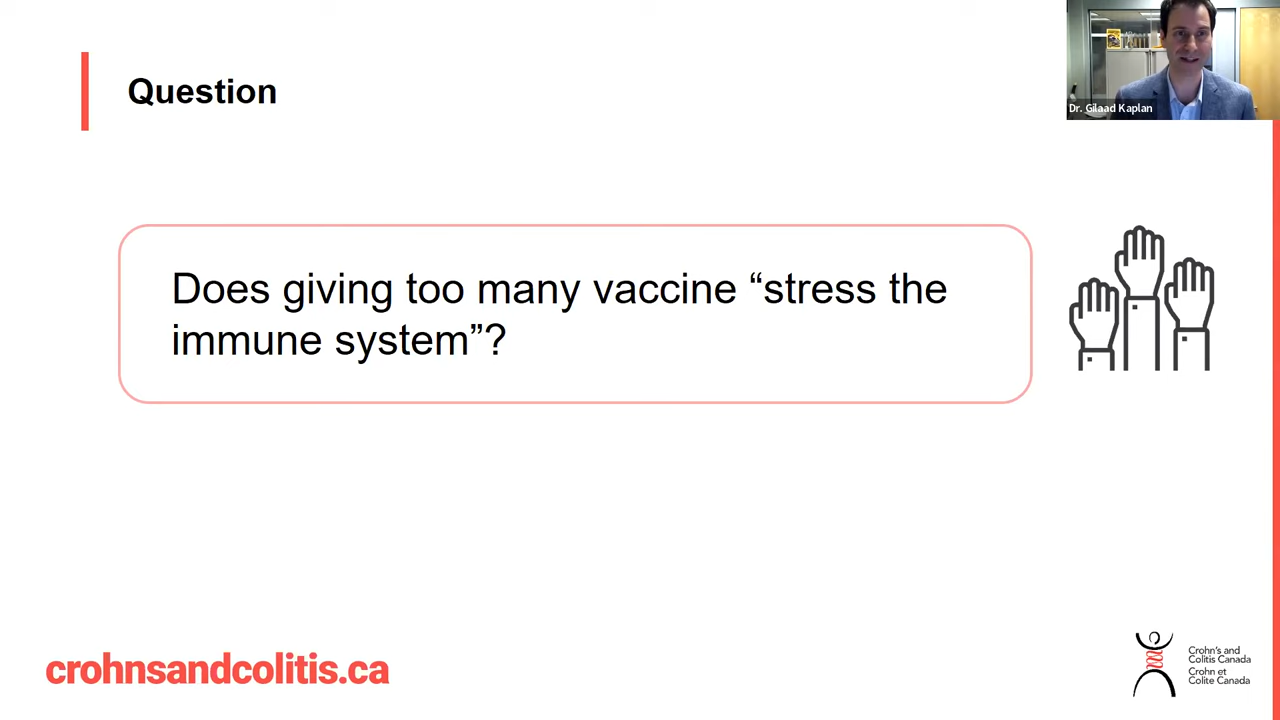 Question
Dr. Gilaad Kaplan
Does giving too many vaccine “stress the
immune system”?
crohnsandcolitis.ca
Crohn's and
Colitis Canada
Crohn et
Colite Canada